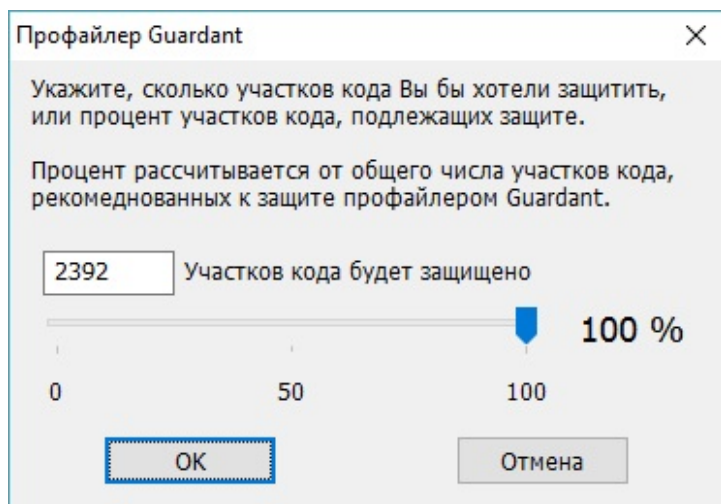 Профайлер Guardant
Укажите, сколько участков кода Вы бы хотели защитить,
или процент участков кода, подлежащих защите.
Процент рассчитывается от общего числа участков кода,
рекомеднованных к защите профайлером Guardant.
2392 Участков кода будет защищено
100 %
0 50 100
OK Отмена